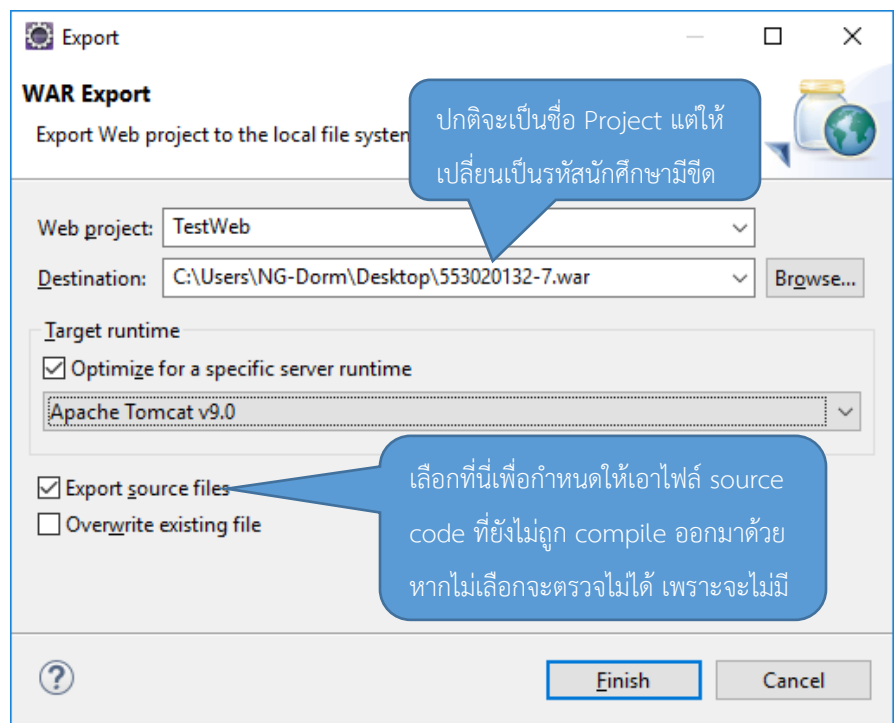 Export
WAR Export
Export Web project to the local file system
ปกติจะเป็นชื่อ Project แต่ให้
เปลี่ยนเป็นรหัสนักศึกษามีขีด
Web project: TestWeb
Destination: C:\Users\NG-Dorm\Desktop\553020132-7.war Browse...
Target runtime
Optimize for a specific server runtime
Apache Tomcat v9.0
Export source files
Overwrite existing file
เลือกที่นี่เพื่อกำหนดให้เอาไฟล์ source
code ที่ยังไม่ถูก compile ออกมาด้วย
หากไม่เลือกจะตรวจไม่ได้ เพราะจะไม่มี
? Finish Cancel